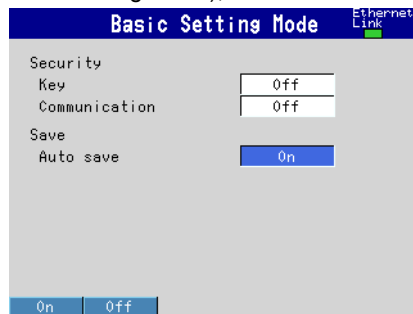 Basic Setting Mode
Ethernet
Link
Security
Key Off
Communication Off
Save
Auto save On
On Off